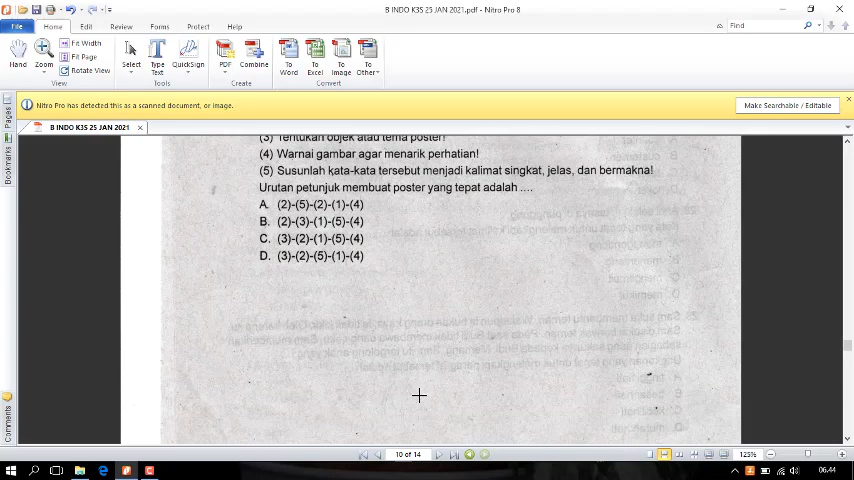 B INDO K3S 25 JAN 2021.pdf - Nitro Pro 8
File
Home
Edit
Review
Forms
Protect
Help
Find
Hand
Zoom
Fit Width
Fit Page
Rotate View
View
Select
Type Text
QuickSign
Tools
PDF
Combine
Create
To Word
To Excel
To Image
To Other
Convert
Nitro Pro has detected this as a scanned document, or image.
Make Searchable / Editable
B INDO K3S 25 JAN 2021
Pages
Bookmarks
Comments
(3) Tentukan objek atau tema poster!
(4) Warnai gambar agar menarik perhatian!
(5) Susunlah kata-kata tersebut menjadi kalimat singkat, jelas, dan bermakna!
Urutan petunjuk membuat poster yang tepat adalah ....
A. (2)-(5)-(2)-(1)-(4)
B. (2)-(3)-(1)-(5)-(4)
C. (3)-(2)-(1)-(5)-(4)
D. (3)-(2)-(5)-(1)-(4)
10 of 14
125%
06.44